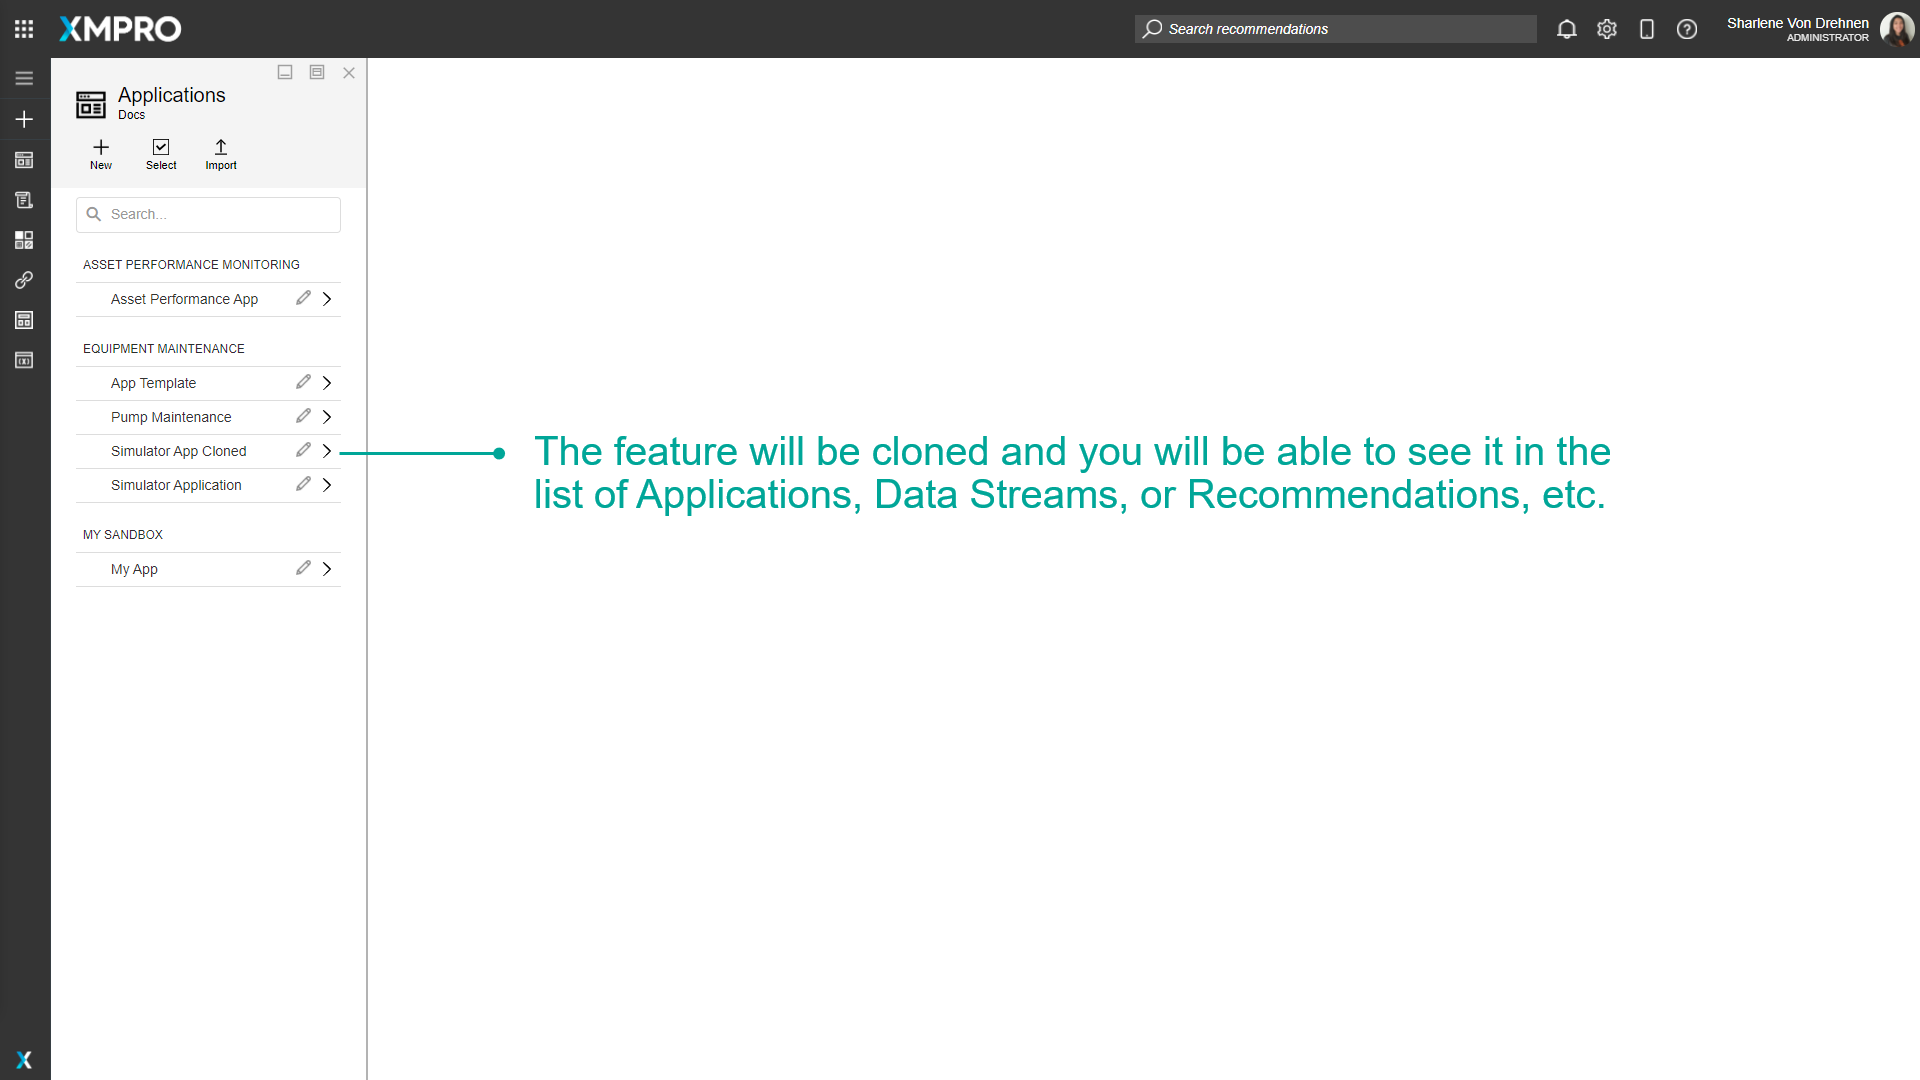 XMPRO
Search recommendations
Sharlene Von Drehnen
ADMINISTRATOR
Applications
Docs
New
Select
Import
Search...
ASSET PERFORMANCE MONITORING
Asset Performance App
EQUIPMENT MAINTENANCE
App Template
Pump Maintenance
Simulator App Cloned
Simulator Application
MY SANDBOX
My App
The feature will be cloned and you will be able to see it in the
list of Applications, Data Streams, or Recommendations, etc.